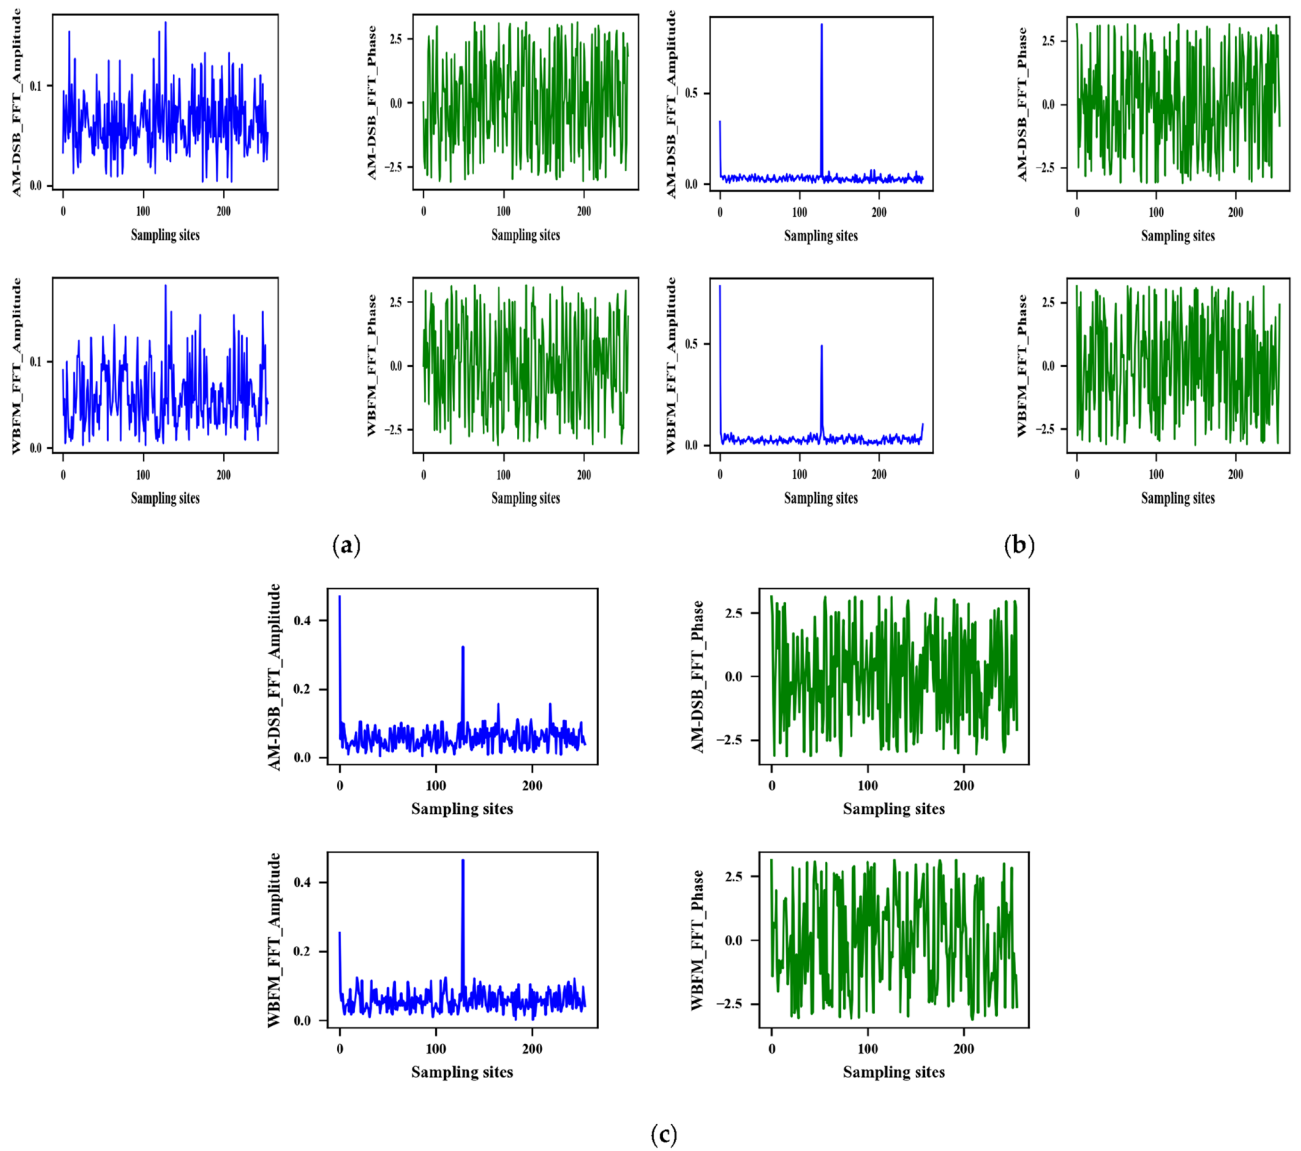 AM-DSB_FFT_Amplitude
0.1
0.0
0 100 200
Sampling sites
AM-DSB_FFT_Phase
2.5
0.0
−2.5
0 100 200
Sampling sites
AM-DSB_FFT_Amplitude
0.5
0.0
0 100 200
Sampling sites
AM-DSB_FFT_Phase
2.5
0.0
−2.5
0 100 200
Sampling sites
WBFM_FFT_Amplitude
0.1
0.0
0 100 200
Sampling sites
WBFM_FFT_Phase
2.5
0.0
−2.5
0 100 200
Sampling sites
WBFM_FFT_Amplitude
0.5
0.0
0 100 200
Sampling sites
WBFM_FFT_Phase
2.5
0.0
−2.5
0 100 200
Sampling sites
(a)
(b)
AM-DSB_FFT_Amplitude
0.4
0.2
0.0
0 100 200
Sampling sites
AM-DSB_FFT_Phase
2.5
0.0
−2.5
0 100 200
Sampling sites
WBFM_FFT_Amplitude
0.4
0.2
0.0
0 100 200
Sampling sites
WBFM_FFT_Phase
2.5
0.0
−2.5
0 100 200
Sampling sites
(c)